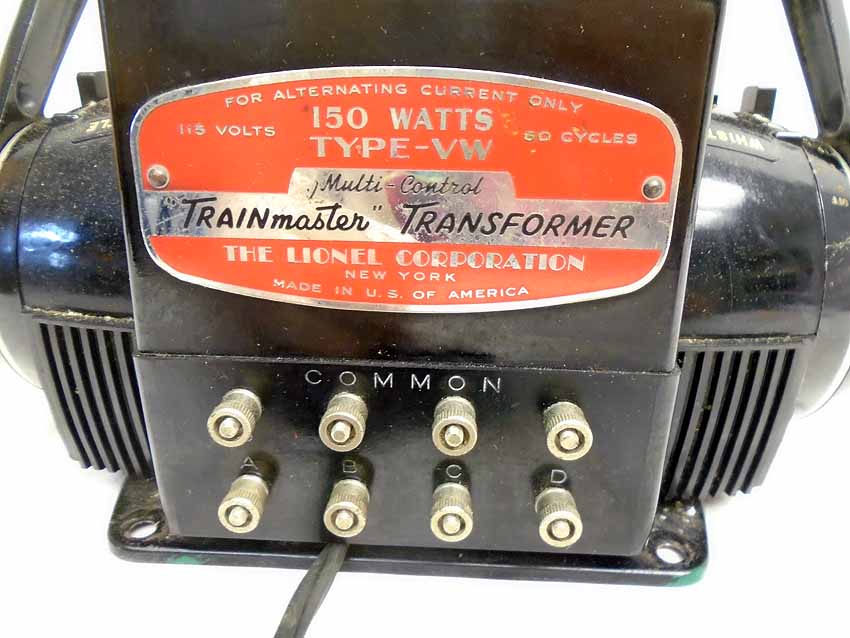 FOR ALTERNATING CURRENT ONLY
115 VOLTS
150 WATTS
60 CYCLES
TYPE-VW
Multi-Control
"TRAINmaster" TRANSFORMER
THE LIONEL CORPORATION
NEW YORK
MADE IN U.S. OF AMERICA
WHIST
COMMON
A B C D